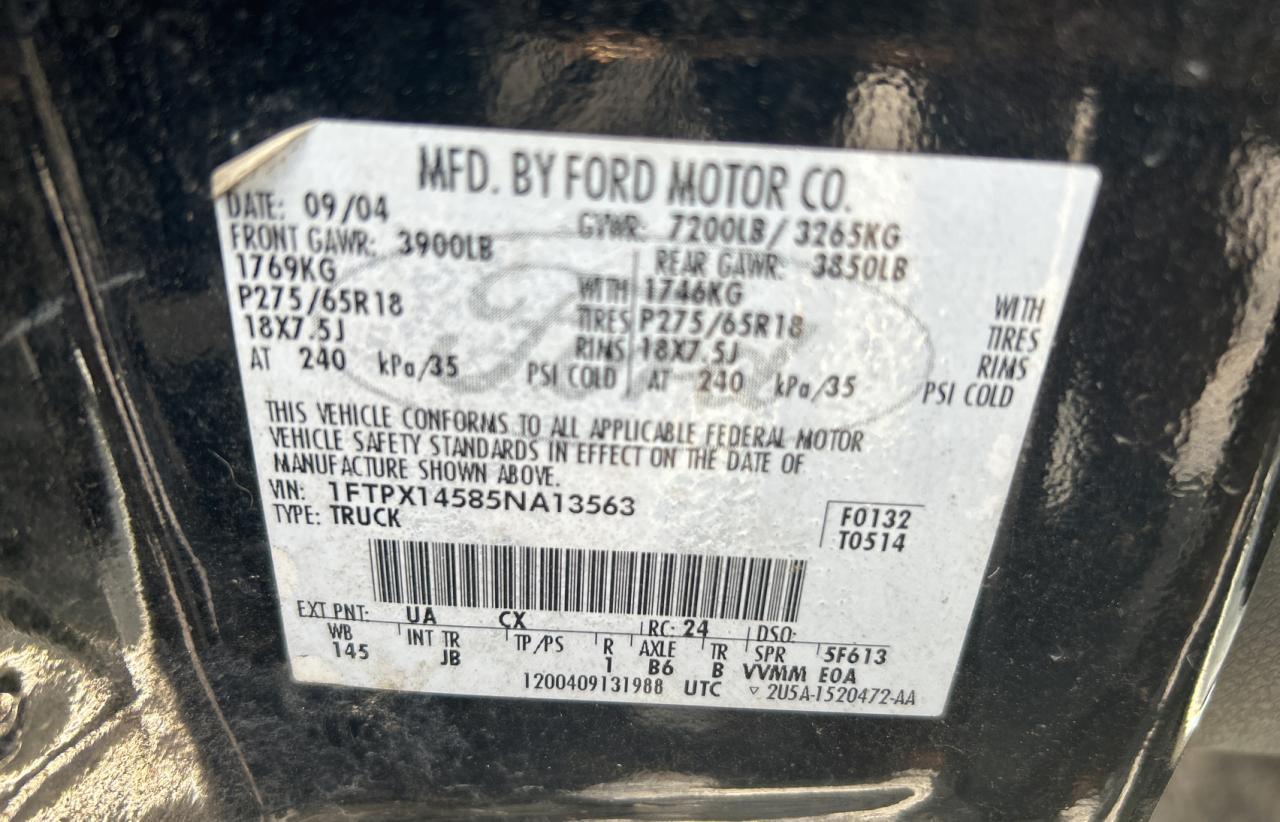 MFD. BY FORD MOTOR CO.
DATE: 09/04 GVWR: 7200LB / 3265KG
FRONT GAWR: 3900LB REAR GAWR: 3850LB
1769KG WITH 1746KG WITH
P275/65R18 TIRES P275/65R18 TIRES
18X7.5J RIMS 18X7.5J RIMS
AT 240 kPa/35 PSI COLD AT 240 kPa/35 PSI COLD
Ford
THIS VEHICLE CONFORMS TO ALL APPLICABLE FEDERAL MOTOR
VEHICLE SAFETY STANDARDS IN EFFECT ON THE DATE OF
MANUFACTURE SHOWN ABOVE.
VIN: 1FTPX14585NA13563
TYPE: TRUCK
F0132
T0514
EXT PNT: UA CX RC: 24 DSO:
WB INT TR TP/PS R AXLE TR SPR 5F613
145 JB 1 B6 B VVMM EOA
1200409131988 UTC ▽ 2U5A-1520472-AA